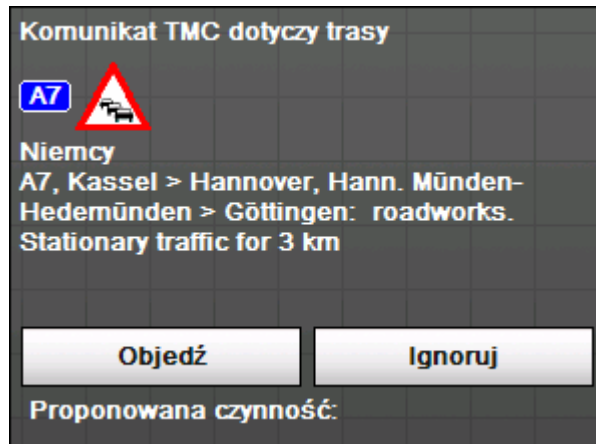 Komunikat TMC dotyczy trasy
A7
Niemcy
A7, Kassel > Hannover, Hann. Münden-
Hedemünden > Göttingen: roadworks.
Stationary traffic for 3 km
Objedź Ignoruj
Proponowana czynność: